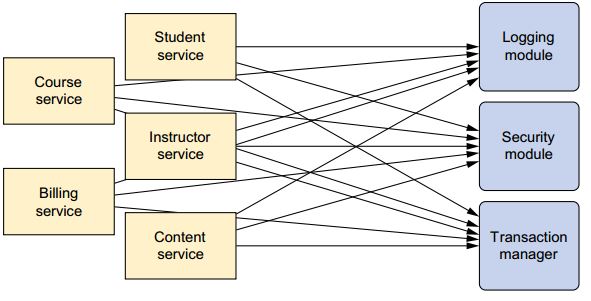 Student
service
Logging
module
Course
service
Instructor
service
Security
module
Billing
service
Content
service
Transaction
manager